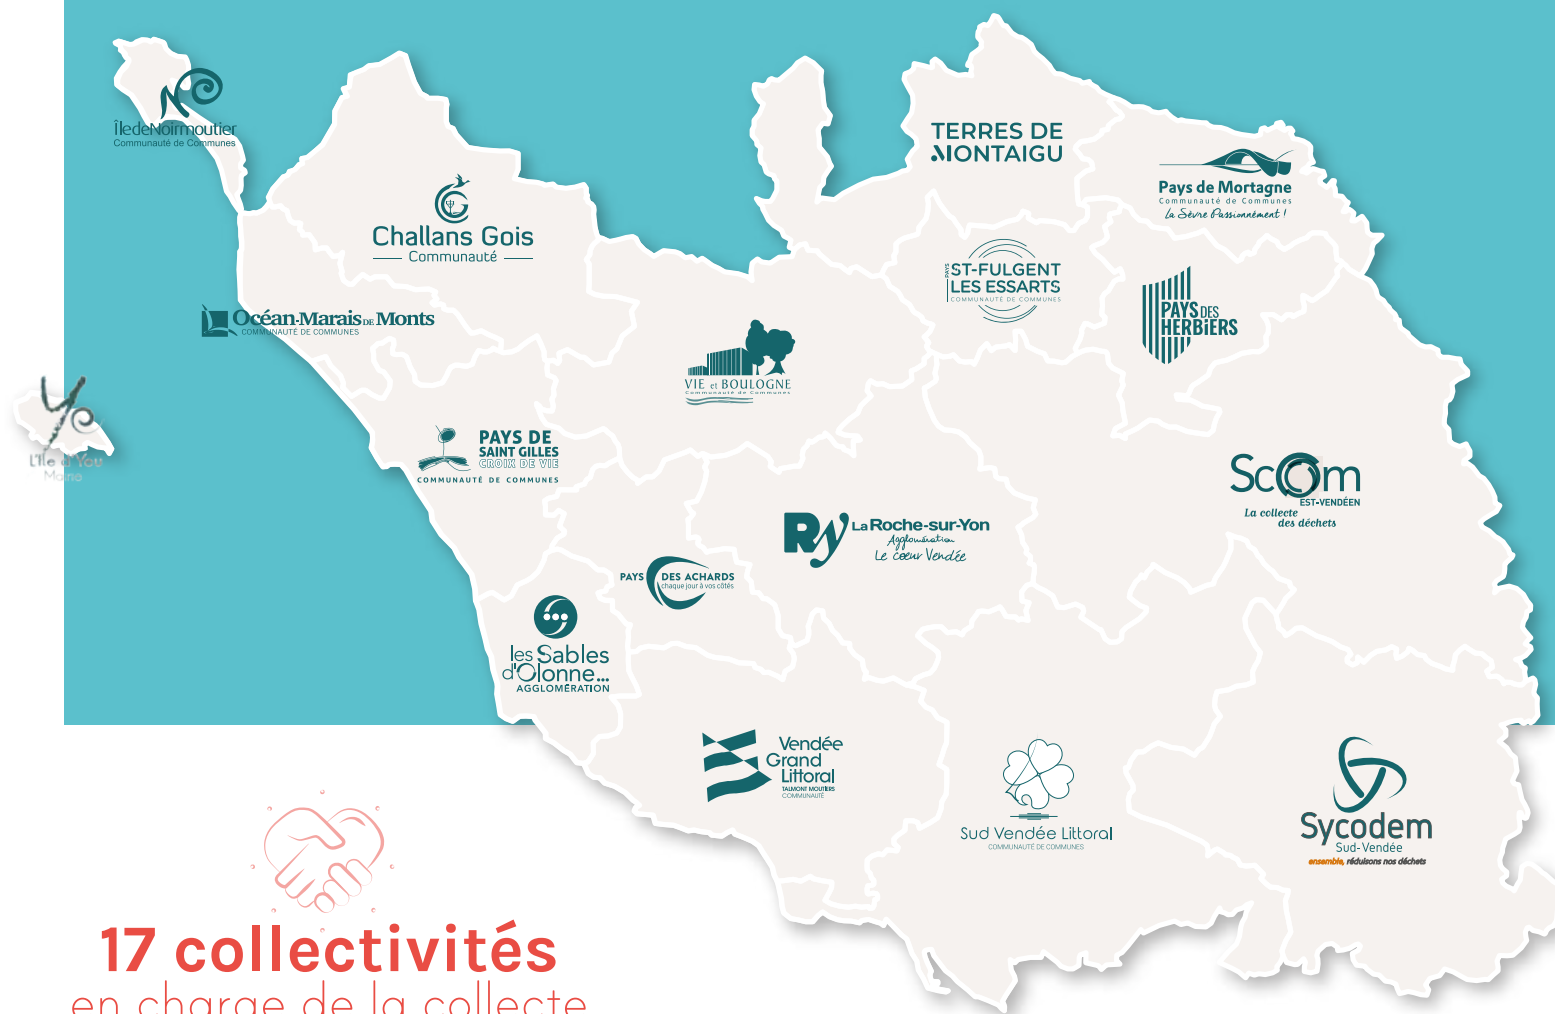 ÎledeNoirmoutier
Communauté de Communes
TERRES DE
MONTAIGU
Pays de Mortagne
Communauté de Communes
La Sèvre Passionnément !
Challans Gois
Communauté
PAYS
ST-FULGENT
LES ESSARTS
COMMUNAUTÉ DE COMMUNES
PAYS DES
HERBIERS
Océan-Marais DE Monts
COMMUNAUTÉ DE COMMUNES
VIE et BOULOGNE
Communauté de Communes
L'Ile d'Yeu
Mairie
PAYS DE
SAINT GILLES
CROIX DE VIE
COMMUNAUTÉ DE COMMUNES
SCOM
EST-VENDÉEN
La collecte
des déchets
Ry La Roche-sur-Yon
Agglomération
Le cœur Vendée
PAYS DES ACHARDS
chaque jour à vos côtés
les Sables
d'Olonne...
AGGLOMÉRATION
Vendée
Grand
Littoral
TALMONT MOUTIERS
COMMUNAUTÉ
Sud Vendée Littoral
COMMUNAUTÉ DE COMMUNES
Sycodem
Sud-Vendée
ensemble, réduisons nos déchets
17 collectivités
en charge de la collecte